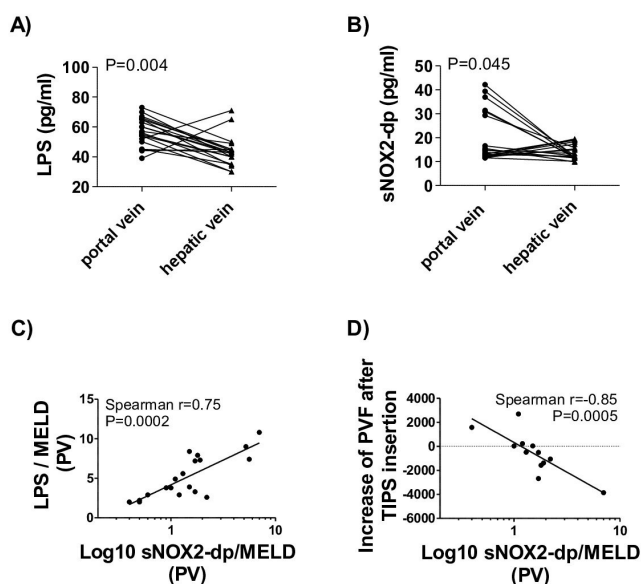 A)
P=0.004
LPS (pg/ml)
100
80
60
40
20
portal vein
hepatic vein
B)
P=0.045
sNOX2-dp (pg/ml)
50
40
30
20
10
0
portal vein
hepatic vein
C)
Spearman r=0.75
P=0.0002
LPS / MELD
(PV)
15
10
5
0
1
10
Log10 sNOX2-dp/MELD
(PV)
D)
Spearman r=-0.85
P=0.0005
Increase of PVF after
TIPS insertion
4000
2000
0
-2000
-4000
-6000
1
10
Log10 sNOX2-dp/MELD
(PV)